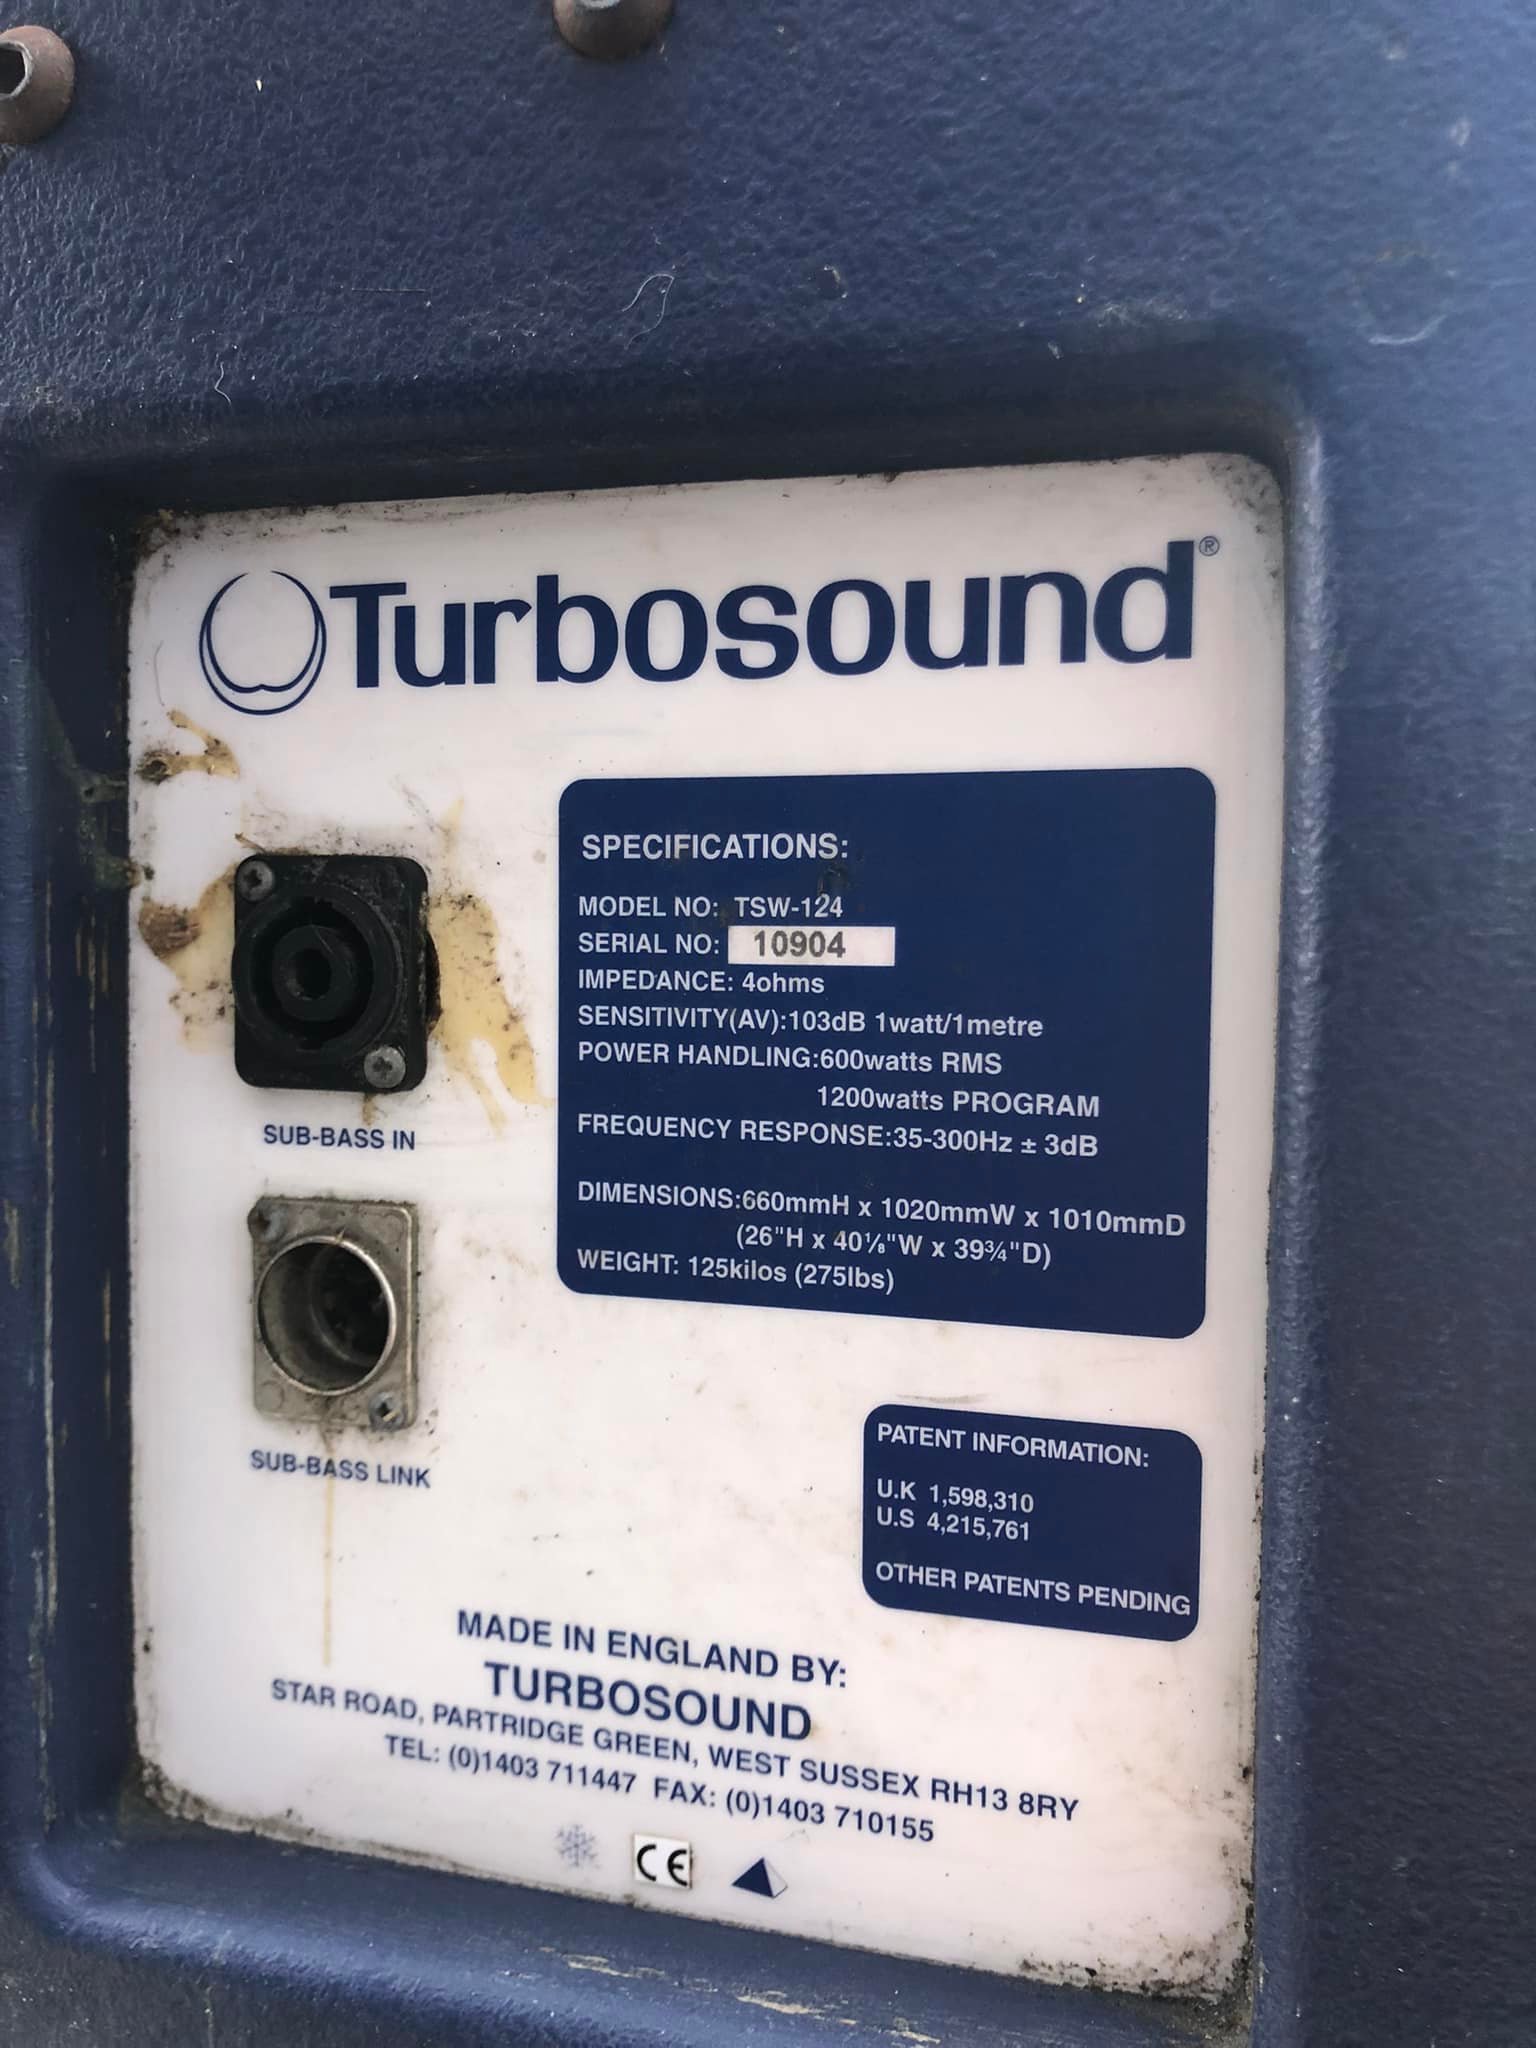 Turbosound®
SPECIFICATIONS:
MODEL NO: TSW-124
SERIAL NO: 10904
IMPEDANCE: 4ohms
SENSITIVITY(AV):103dB 1watt/1metre
POWER HANDLING:600watts RMS
1200watts PROGRAM
FREQUENCY RESPONSE:35-300Hz ± 3dB
DIMENSIONS:660mmH x 1020mmW x 1010mmD
(26"H x 40⅛"W x 39¾"D)
WEIGHT: 125kilos (275lbs)
SUB-BASS IN
SUB-BASS LINK
PATENT INFORMATION:
U.K 1,598,310
U.S 4,215,761
OTHER PATENTS PENDING
MADE IN ENGLAND BY:
TURBOSOUND
STAR ROAD, PARTRIDGE GREEN, WEST SUSSEX RH13 8RY
TEL: (0)1403 711447 FAX: (0)1403 710155
CE